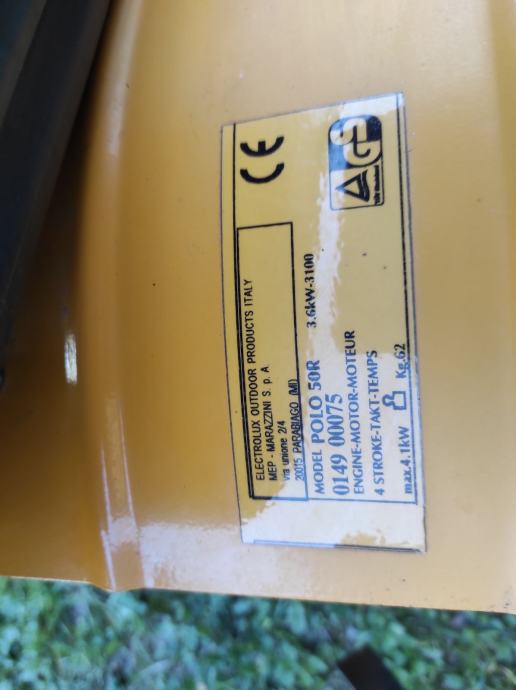 CE
GS
ELECTROLUX OUTDOOR PRODUCTS ITALY
MEP - MARAZZINI S. p. A
via unione 2/4
20015 PARABIAGO (MI)
MODEL POLO 50R 3.6kW-3100
0149 00075
ENGINE-MOTOR-MOTEUR
4 STROKE-TAKT-TEMPS
max.4.1kW Kg.62